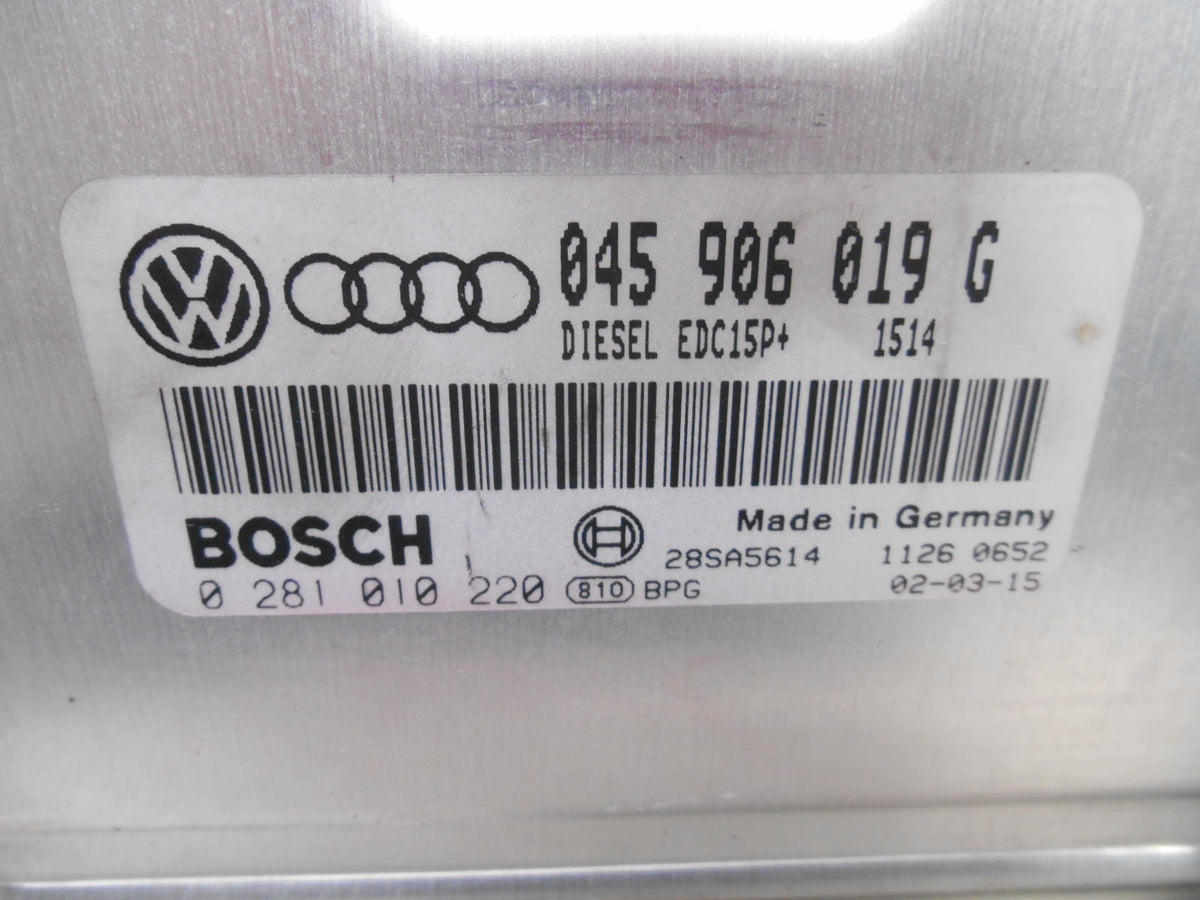 045 906 019 G
DIESEL EDC15P+ 1514
BOSCH
Made in Germany
28SA5614 1126 0652
0 281 010 220 810 BPG 02-03-15